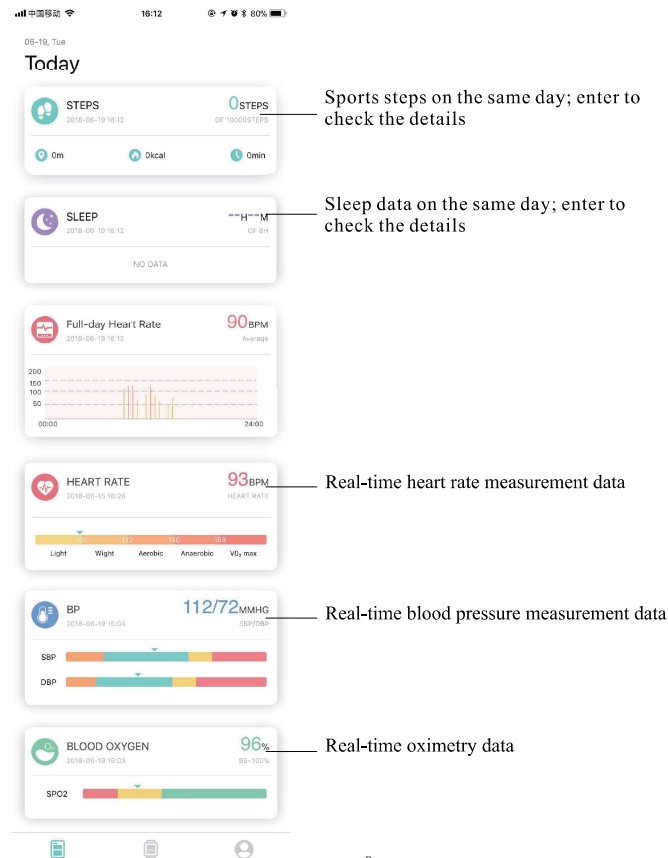 中国移动 16:12 80%
06-19, Tue
Today
STEPS 0STEPS
2018-06-19 16:12 OF 10000STEPS
0m 0kcal 0min
Sports steps on the same day; enter to
check the details
SLEEP --H--M
2018-06-19 16:12 OF 8H
NO DATA
Sleep data on the same day; enter to
check the details
Full-day Heart Rate 90BPM
2018-06-19 16:12 Average
200
150
100
50
00:00 24:00
HEART RATE 93BPM
2018-06-15 18:26 HEART RATE
122 140 158
Light Wight Aerobic Anaerobic VO₂ max
Real-time heart rate measurement data
BP 112/72MMHG
2018-06-19 15:04 SBP/DBP
SBP
DBP
Real-time blood pressure measurement data
O₂
BLOOD OXYGEN 96%
2018-06-19 15:03 95-100%
SPO2
Real-time oximetry data